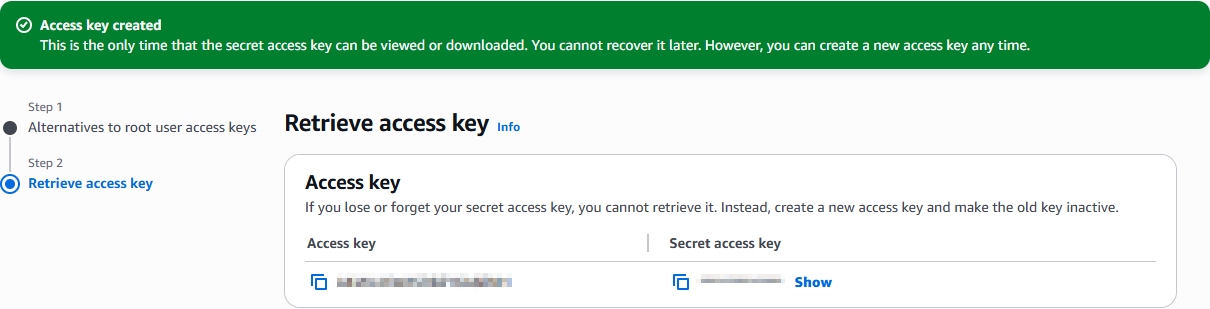 Access key created
This is the only time that the secret access key can be viewed or downloaded. You cannot recover it later. However, you can create a new access key any time.
Step 1
Alternatives to root user access keys
Step 2
Retrieve access key
Retrieve access key Info
Access key
If you lose or forget your secret access key, you cannot retrieve it. Instead, create a new access key and make the old key inactive.
Access key Secret access key
Show